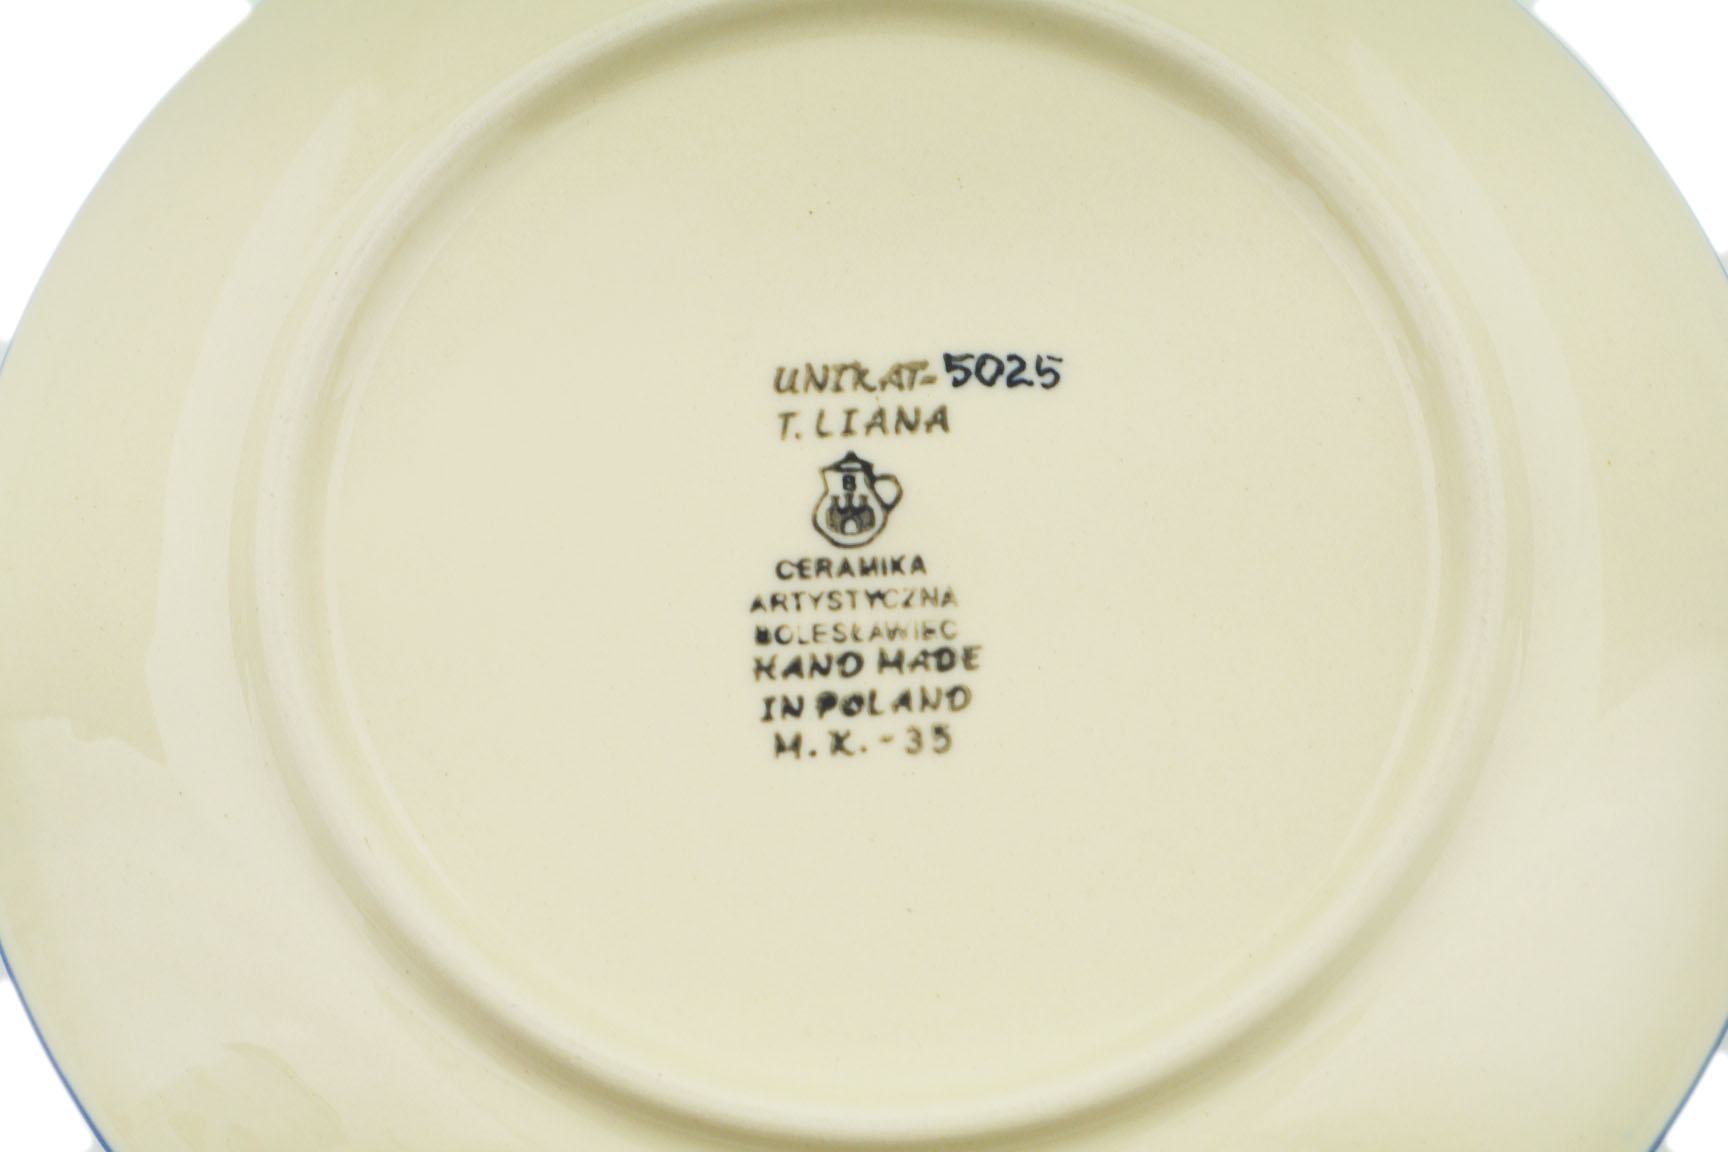 UNIKAT-5025
T. LIANA
B
CERAMIKA
ARTYSTYCZNA
BOLESŁAWIEC
HAND MADE
IN POLAND
M.K.-35